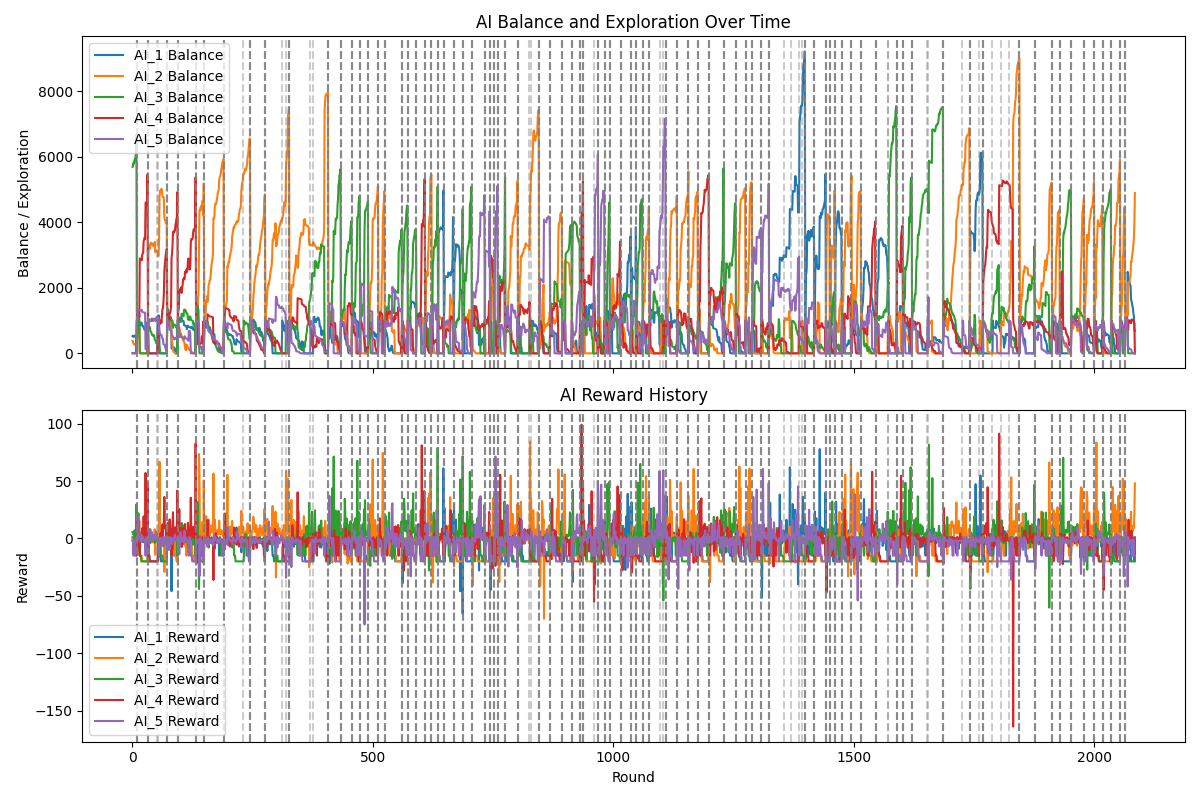 AI Balance and Exploration Over Time
Balance / Exploration
8000
6000
4000
2000
0
AI_1 Balance
AI_2 Balance
AI_3 Balance
AI_4 Balance
AI_5 Balance
AI Reward History
Reward
100
50
0
−50
−100
−150
AI_1 Reward
AI_2 Reward
AI_3 Reward
AI_4 Reward
AI_5 Reward
0
500
1000
1500
2000
Round